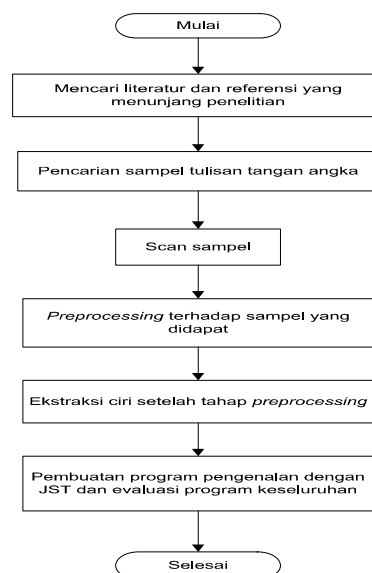 Mulai
Mencari literatur dan referensi yang
menunjang penelitian
Pencarian sampel tulisan tangan angka
Scan sampel
Preprocessing terhadap sampel yang
didapat
Ekstraksi ciri setelah tahap preprocessing
Pembuatan program pengenalan dengan
JST dan evaluasi program keseluruhan
Selesai